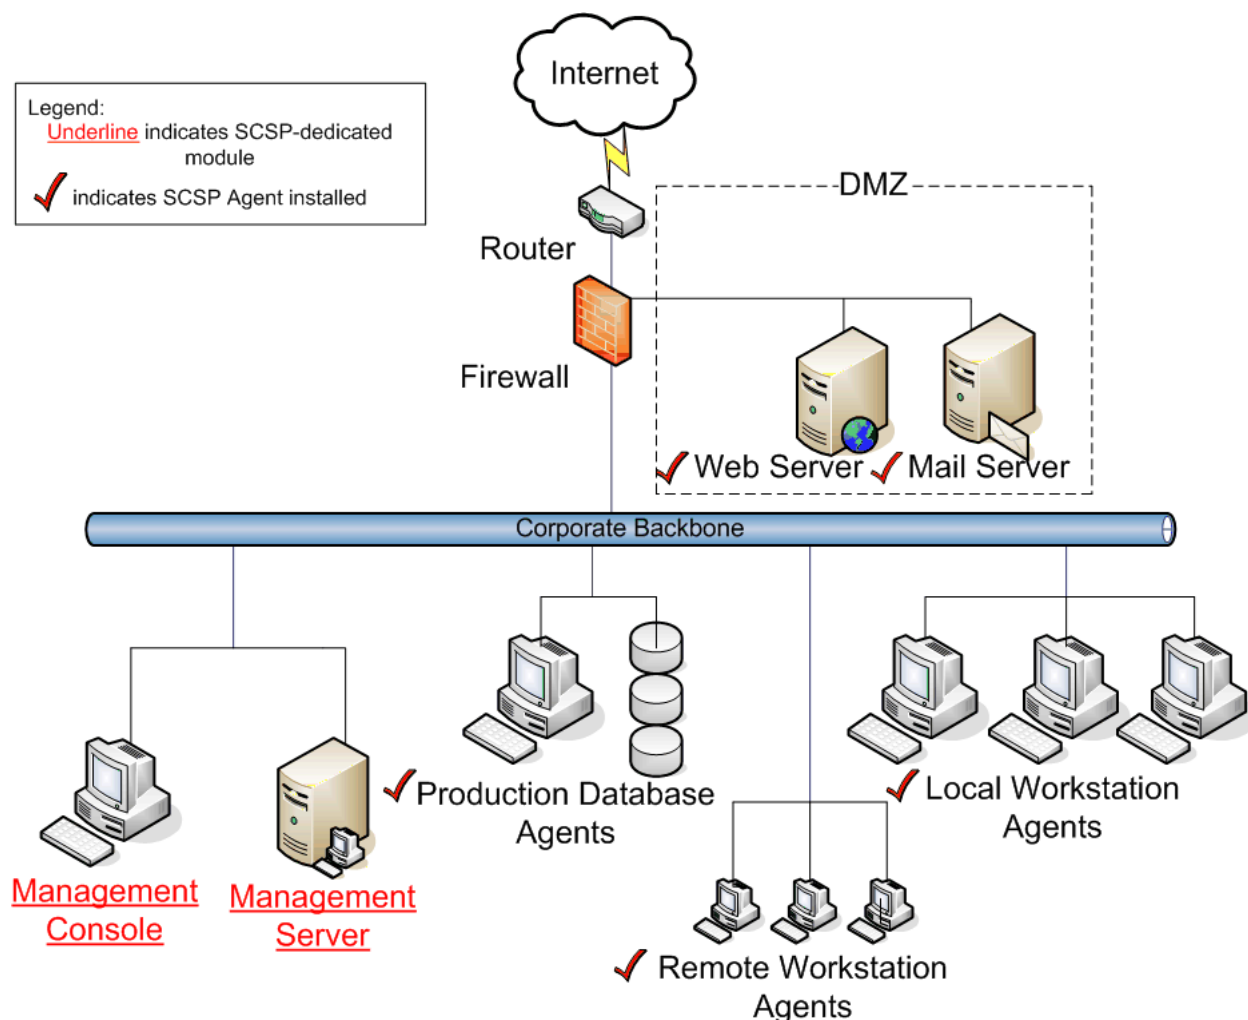 Internet
Legend:
Underline indicates SCSP-dedicated
module
indicates SCSP Agent installed
DMZ
Router
Firewall
Web Server
Mail Server
Corporate Backbone
Production Database
Agents
Local Workstation
Agents
Management
Console
Management
Server
Remote Workstation
Agents